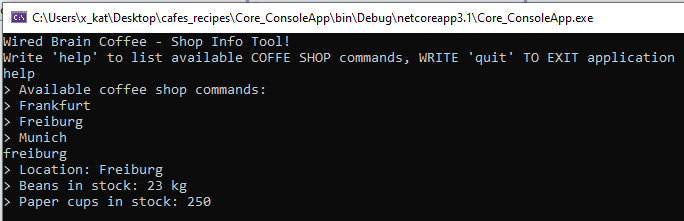 C:\Users\x_kat\Desktop\cafes_recipes\Core_ConsoleApp\bin\Debug\netcoreapp3.1\Core_ConsoleApp.exe
Wired Brain Coffee - Shop Info Tool!
Write 'help' to list available COFFE SHOP commands, WRITE 'quit' TO EXIT application
help
> Available coffee shop commands:
> Frankfurt
> Freiburg
> Munich
freiburg
> Location: Freiburg
> Beans in stock: 23 kg
> Paper cups in stock: 250